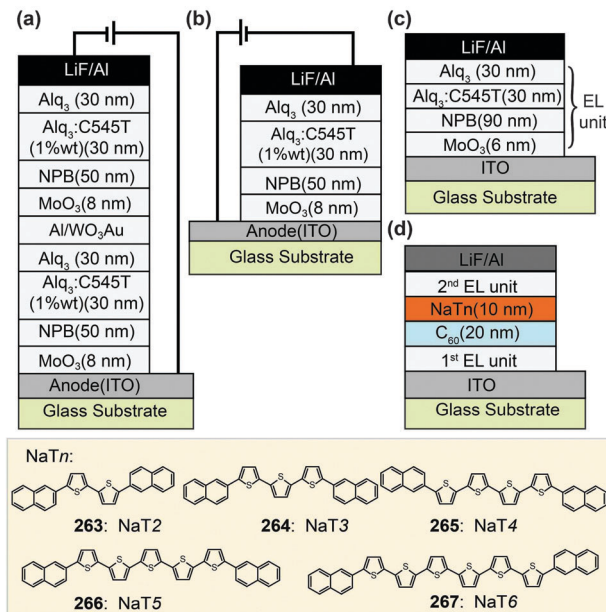 (a)
LiF/Al
Alq₃ (30 nm)
Alq₃:C545T
(1%wt)(30 nm)
NPB(50 nm)
MoO₃(8 nm)
Al/WO₃Au
Alq₃ (30 nm)
Alq₃:C545T
(1%wt)(30 nm)
NPB(50 nm)
MoO₃(8 nm)
Anode(ITO)
Glass Substrate
(b)
LiF/Al
Alq₃ (30 nm)
Alq₃:C545T
(1%wt)(30 nm)
NPB(50 nm)
MoO₃(8 nm)
Anode(ITO)
Glass Substrate
(c)
LiF/Al
Alq₃ (30 nm)
Alq₃:C545T(30 nm)
NPB(90 nm)
MoO₃(6 nm)
EL
unit
ITO
Glass Substrate
(d)
LiF/Al
2nd EL unit
NaTn(10 nm)
C₆₀(20 nm)
1st EL unit
ITO
Glass Substrate
NaTn:
S
S
263: NaT2
S
S
S
264: NaT3
S
S
S
S
265: NaT4
S
S
S
S
S
266: NaT5
S
S
S
S
S
S
267: NaT6